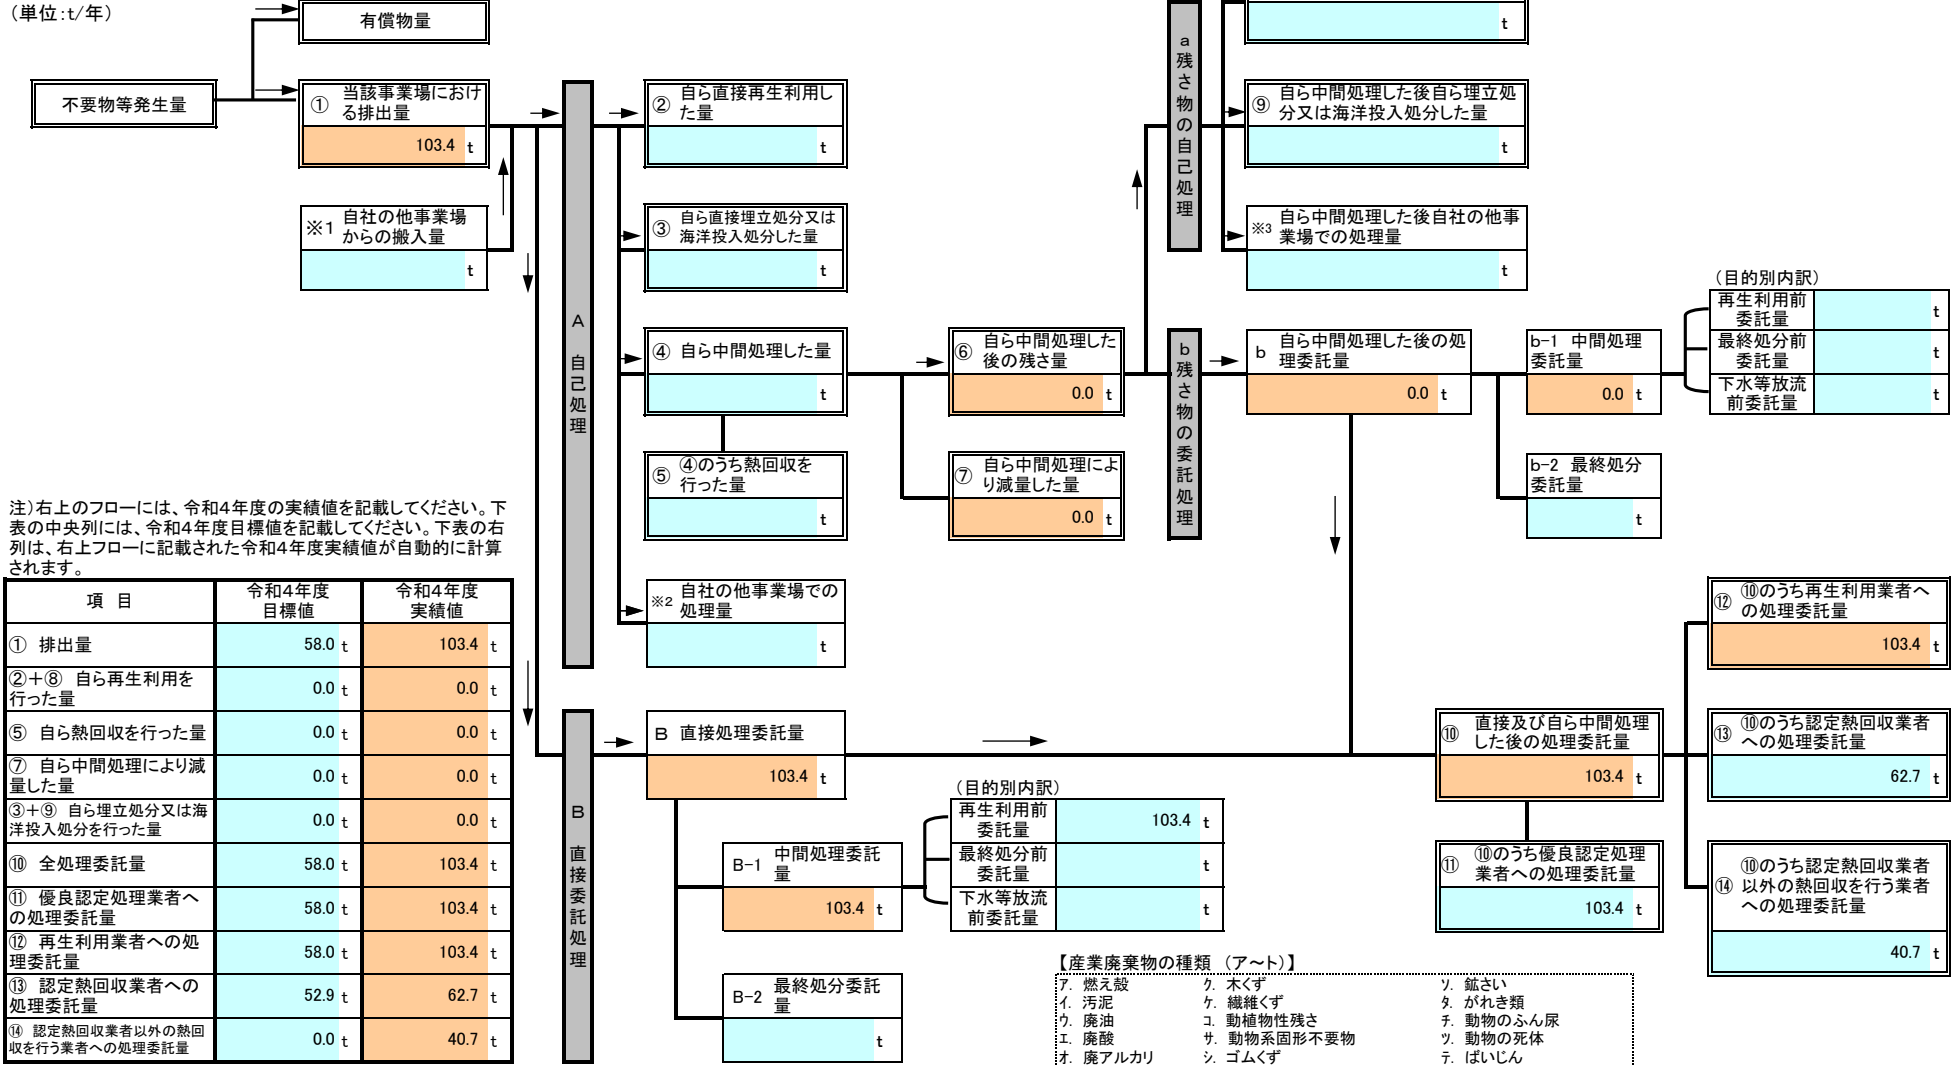 (単位:t/年)
有償物量
不要物等発生量
① 当該事業場におけ
る排出量
103.4 t
※1 自社の他事業場
からの搬入量
t
A 自己処理
② 自ら直接再生利用し
た量
t
③ 自ら直接埋立処分又は
海洋投入処分した量
t
④ 自ら中間処理した量
t
⑤ ④のうち熱回収を
行った量
t
※2 自社の他事業場での
処理量
t
⑥ 自ら中間処理した
後の残さ量
0.0 t
⑦ 自ら中間処理によ
り減量した量
0.0 t
a 残さ物の自己処理
t
⑨ 自ら中間処理した後自ら埋立処
分又は海洋投入処分した量
t
※3 自ら中間処理した後自社の他事
業場での処理量
t
b 残さ物の委託処理
b 自ら中間処理した後の処
理委託量
0.0 t
b-1 中間処理
委託量
0.0 t
b-2 最終処分
委託量
t
(目的別内訳)
再生利用前
委託量
t
最終処分前
委託量
t
下水等放流
前委託量
t
注)右上のフローには、令和4年度の実績値を記載してください。下
表の中央列には、令和4年度目標値を記載してください。下表の右
列は、右上フローに記載された令和4年度実績値が自動的に計算
されます。
項 目
令和4年度
目標値
令和4年度
実績値
① 排出量 58.0 t 103.4 t
②+⑧ 自ら再生利用を
行った量 0.0 t 0.0 t
⑤ 自ら熱回収を行った量 0.0 t 0.0 t
⑦ 自ら中間処理により減
量した量 0.0 t 0.0 t
③+⑨ 自ら埋立処分又は海
洋投入処分を行った量 0.0 t 0.0 t
⑩ 全処理委託量 58.0 t 103.4 t
⑪ 優良認定処理業者へ
の処理委託量 58.0 t 103.4 t
⑫ 再生利用業者への処
理委託量 58.0 t 103.4 t
⑬ 認定熱回収業者への
処理委託量 52.9 t 62.7 t
⑭ 認定熱回収業者以外の熱回
収を行う業者への処理委託量 0.0 t 40.7 t
B 直接委託処理
B 直接処理委託量
103.4 t
B-1 中間処理委託
量
103.4 t
B-2 最終処分委託
量
t
(目的別内訳)
再生利用前
委託量
103.4 t
最終処分前
委託量
t
下水等放流
前委託量
t
⑩ 直接及び自ら中間処理
した後の処理委託量
103.4 t
⑪ ⑩のうち優良認定処理
業者への処理委託量
103.4 t
⑫ ⑩のうち再生利用業者へ
の処理委託量
103.4 t
⑬ ⑩のうち認定熱回収業者
への処理委託量
62.7 t
⑭ ⑩のうち認定熱回収業者
以外の熱回収を行う業者
への処理委託量
40.7 t
【産業廃棄物の種類 (ア~ト)】
ア. 燃え殻 ク. 木くず ソ. 鉱さい
イ. 汚泥 ケ. 繊維くず タ. がれき類
ウ. 廃油 コ. 動植物性残さ チ. 動物のふん尿
エ. 廃酸 サ. 動物系固形不要物 ツ. 動物の死体
オ. 廃アルカリ シ. ゴムくず テ. ばいじん